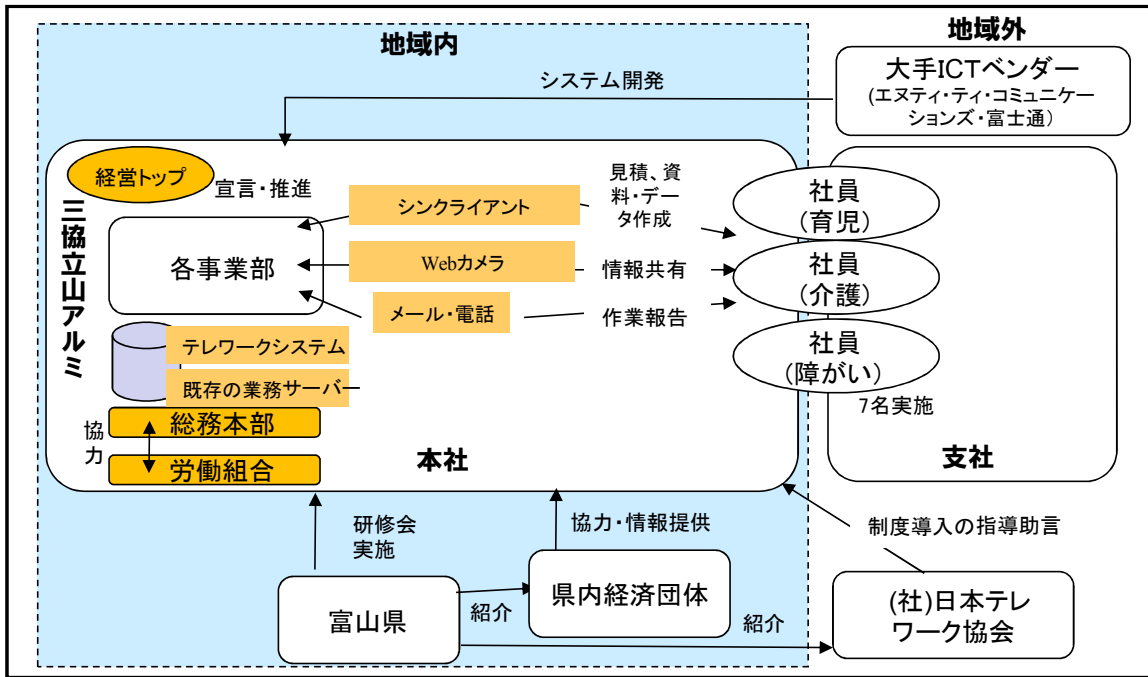 地域内
地域外
大手ICTベンダー
(エヌティ・ティ・コミュニケー
ションズ・富士通)
システム開発
経営トップ
宣言・推進
三協立山アルミ
各事業部
シンクライアント
見積、資
料・デー
タ作成
Webカメラ
情報共有
メール・電話
作業報告
社員
(育児)
社員
(介護)
社員
(障がい)
7名実施
テレワークシステム
既存の業務サーバ
総務本部
協
力
労働組合
本社
支社
研修会
実施
協力・情報提供
制度導入の指導助言
富山県
紹介
県内経済団体
紹介
(社)日本テレ
ワーク協会